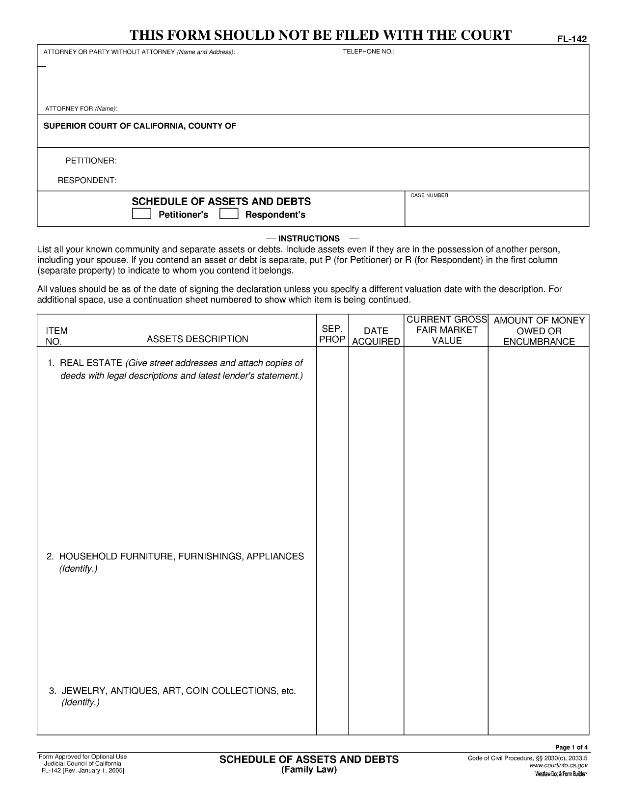 THIS FORM SHOULD NOT BE FILED WITH THE COURT
FL-142
ATTORNEY OR PARTY WITHOUT ATTORNEY (Name and Address):
TELEPHONE NO.:
ATTORNEY FOR (Name):
SUPERIOR COURT OF CALIFORNIA, COUNTY OF
PETITIONER:
RESPONDENT:
SCHEDULE OF ASSETS AND DEBTS
Petitioner's Respondent's
CASE NUMBER
— INSTRUCTIONS —
List all your known community and separate assets or debts. Include assets even if they are in the possession of another person,
including your spouse. If you contend an asset or debt is separate, put P (for Petitioner) or R (for Respondent) in the first column
(separate property) to indicate to whom you contend it belongs.
All values should be as of the date of signing the declaration unless you specify a different valuation date with the description. For
additional space, use a continuation sheet numbered to show which item is being continued.
ITEM
NO.
ASSETS DESCRIPTION
SEP.
PROP
DATE
ACQUIRED
CURRENT GROSS
FAIR MARKET
VALUE
AMOUNT OF MONEY
OWED OR
ENCUMBRANCE
1. REAL ESTATE (Give street addresses and attach copies of
deeds with legal descriptions and latest lender's statement.)
2. HOUSEHOLD FURNITURE, FURNISHINGS, APPLIANCES
(Identify.)
3. JEWELRY, ANTIQUES, ART, COIN COLLECTIONS, etc.
(Identify.)
Page 1 of 4
Form Approved for Optional Use
Judicial Council of California
FL-142 [Rev. January 1, 2005]
SCHEDULE OF ASSETS AND DEBTS
(Family Law)
Code of Civil Procedure, §§ 2030(c), 2033.5
www.courtinfo.ca.gov
Westlaw Doc & Form Builder